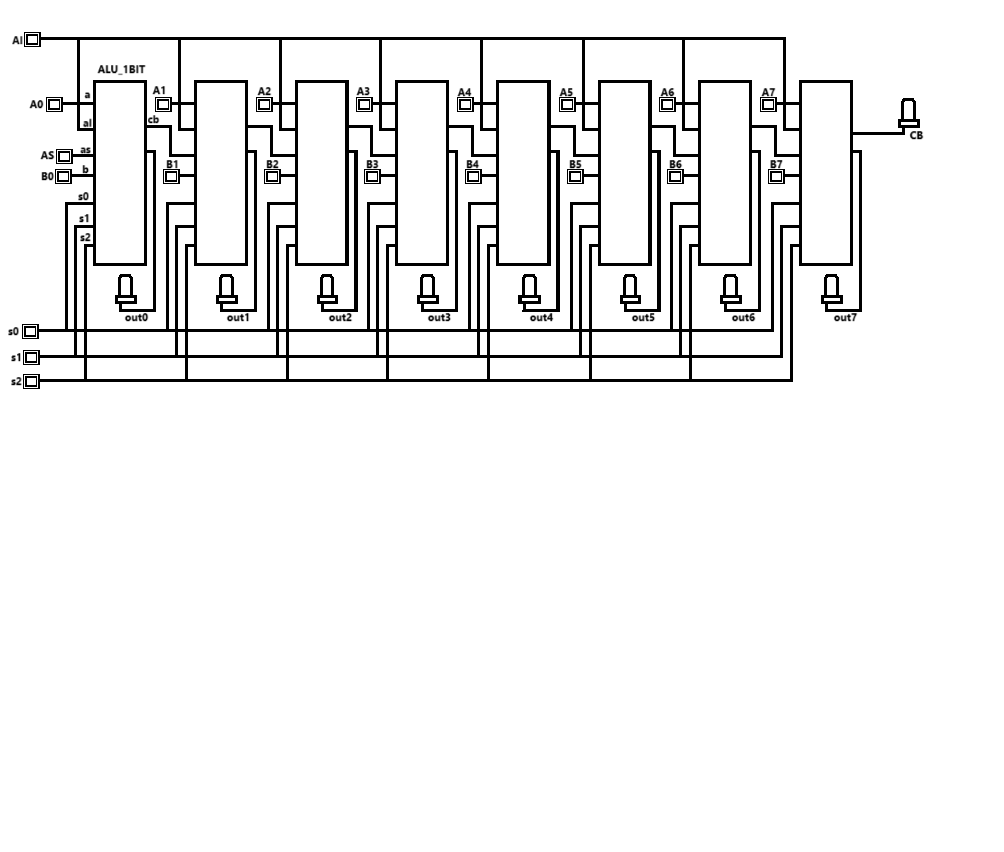 AI
ALU_1BIT
A0
a
al
AS
as
B0
b
s0
s1
s2
cb
A1
B1
A2
B2
A3
B3
A4
B4
A5
B5
A6
B6
A7
B7
CB
out0
out1
out2
out3
out4
out5
out6
out7
s0
s1
s2